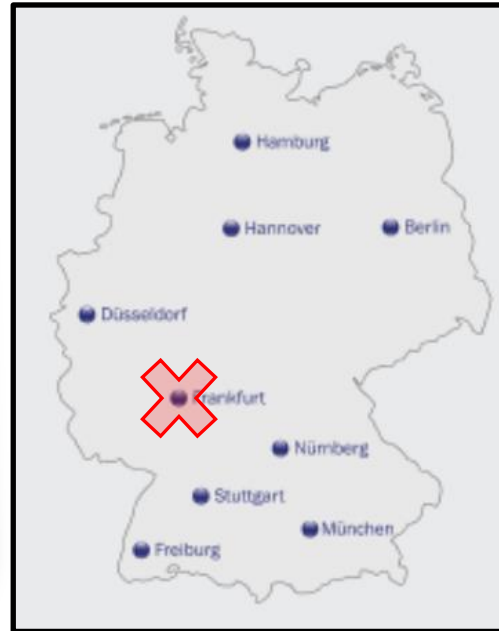 Hamburg
Hannover
Berlin
Düsseldorf
Frankfurt
Nürnberg
Stuttgart
München
Freiburg